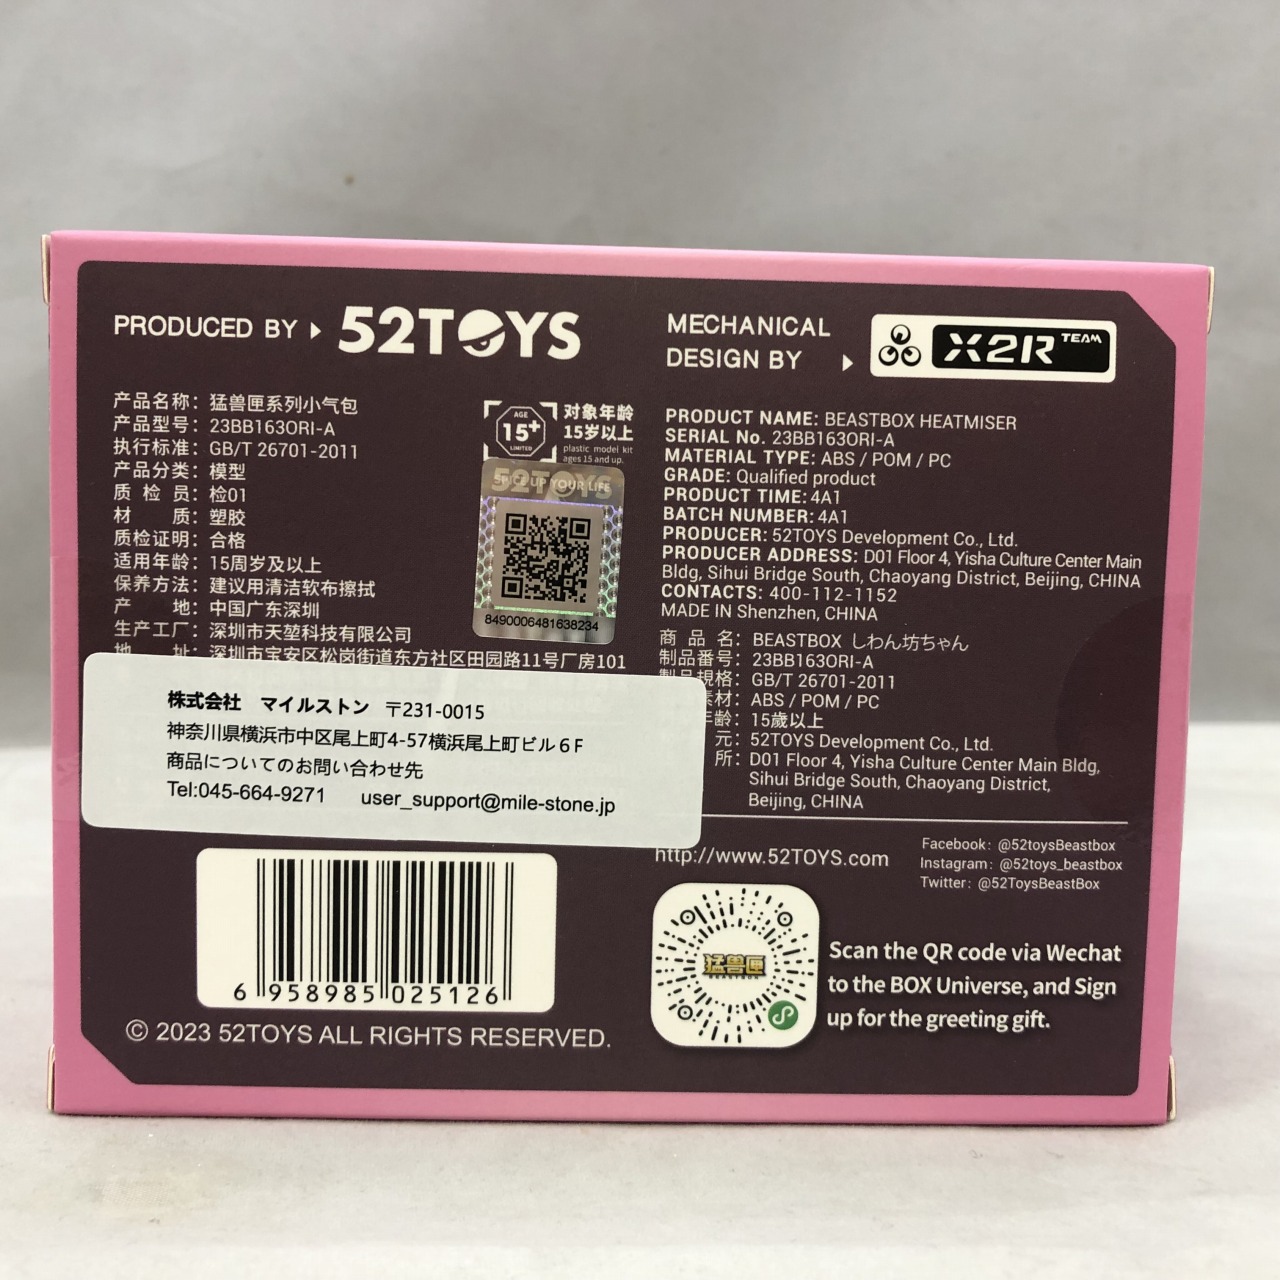 PRODUCED BY 52TOYS
产品名称: 猛兽匣系列小气包
产品型号: 23BB163ORI-A
执行标准: GB/T 26701-2011
产品分类: 模型
质 检 员: 检01
材 质: 塑胶
质检证明: 合格
适用年龄: 15周岁及以上
保养方法: 建议用清洁软布擦拭
产 地: 中国广东深圳
生产工厂: 深圳市天堃科技有限公司
地 址: 深圳市宝安区松岗街道东方社区田园路11号厂房101
AGE
15+
LIMITED
对象年龄
15岁以上
plastic model kit
ages 15 and up.
52TOYS
SPICE UP YOUR LIFE
8490006481638234
株式会社 マイルストン 〒231-0015
神奈川県横浜市中区尾上町4-57横浜尾上町ビル６F
商品についてのお問い合わせ先
Tel:045-664-9271 user_support@mile-stone.jp
6 958985 025126
© 2023 52TOYS ALL RIGHTS RESERVED.
MECHANICAL
DESIGN BY
X2R TEAM
PRODUCT NAME: BEASTBOX HEATMISER
SERIAL No. 23BB163ORI-A
MATERIAL TYPE: ABS / POM / PC
GRADE: Qualified product
PRODUCT TIME: 4A1
BATCH NUMBER: 4A1
PRODUCER: 52TOYS Development Co., Ltd.
PRODUCER ADDRESS: D01 Floor 4, Yisha Culture Center Main
Bldg, Sihui Bridge South, Chaoyang District, Beijing, CHINA
CONTACTS: 400-112-1152
MADE IN Shenzhen, CHINA
商 品 名: BEASTBOX しわん坊ちゃん
制品番号: 23BB163ORI-A
制品規格: GB/T 26701-2011
素材: ABS / POM / PC
年齢: 15歳以上
元: 52TOYS Development Co., Ltd.
所: D01 Floor 4, Yisha Culture Center Main Bldg,
Sihui Bridge South, Chaoyang District,
Beijing, CHINA
http://www.52TOYS.com
Facebook: @52toysBeastbox
Instagram: @52toys_beastbox
Twitter: @52ToysBeastBox
猛兽匣
BEASTBOX
Scan the QR code via Wechat
to the BOX Universe, and Sign
up for the greeting gift.